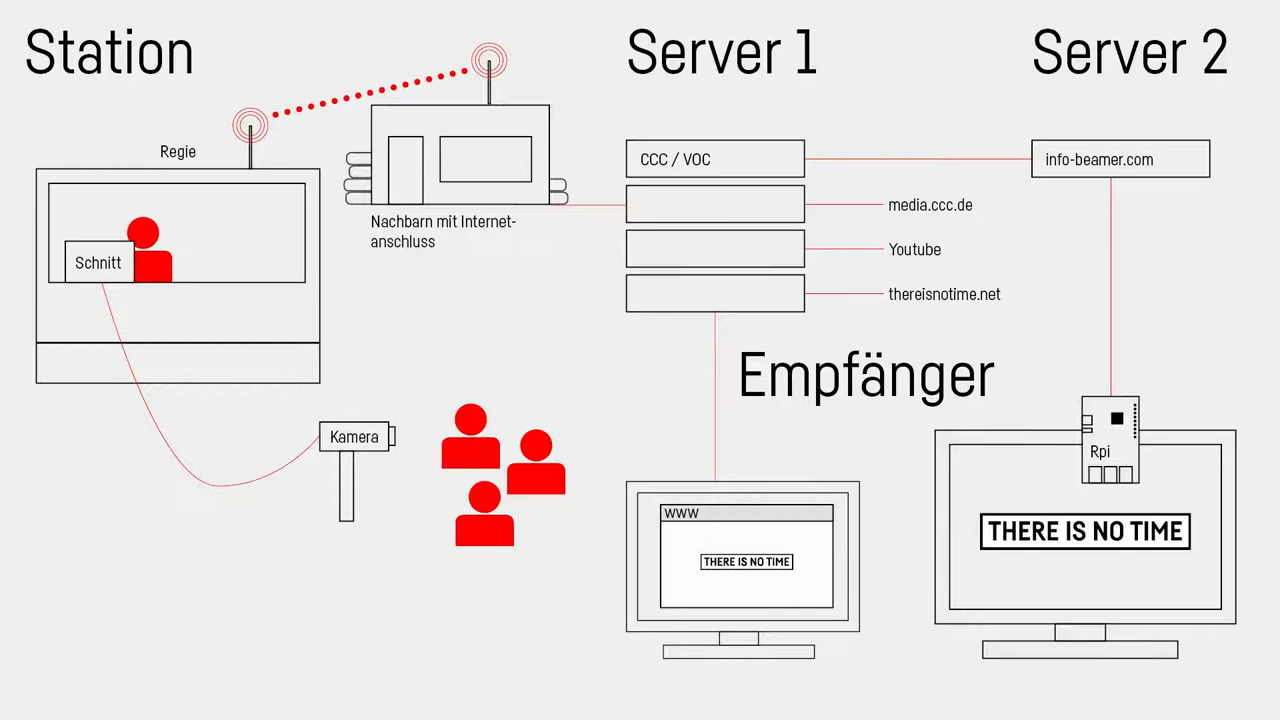 Station
Server 1
Server 2
Regie
Schnitt
Nachbarn mit Internet-
anschluss
Kamera
CCC / VOC
info-beamer.com
media.ccc.de
Youtube
thereisnotime.net
Empfänger
WWW
THERE IS NO TIME
Rpi
THERE IS NO TIME